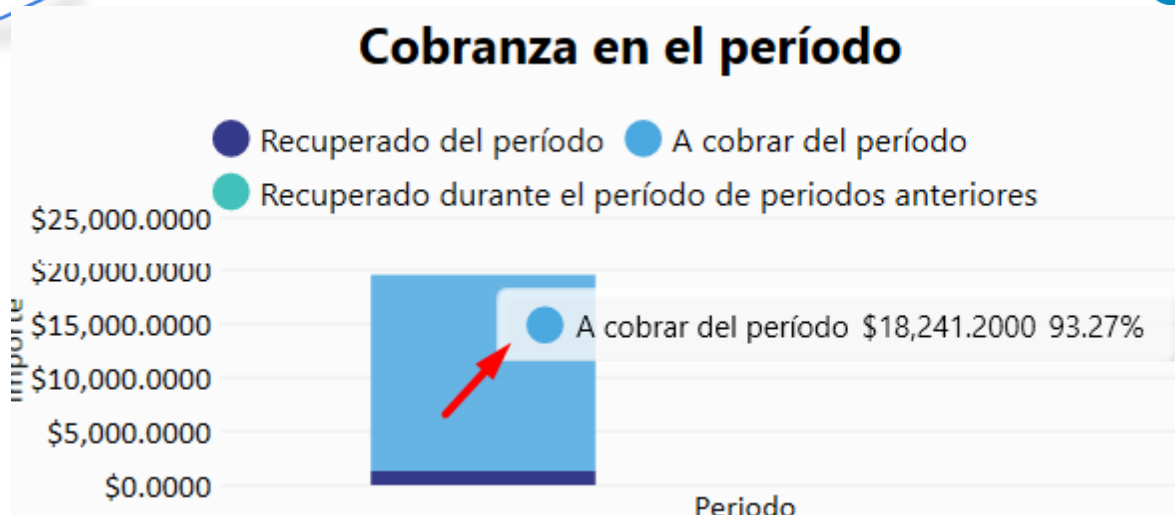 Cobranza en el período
Recuperado del período A cobrar del período
Recuperado durante el período de periodos anteriores
$25,000.0000
$20,000.0000
$15,000.0000
$10,000.0000
$5,000.0000
$0.0000
Importe
A cobrar del período $18,241.2000 93.27%
Periodo